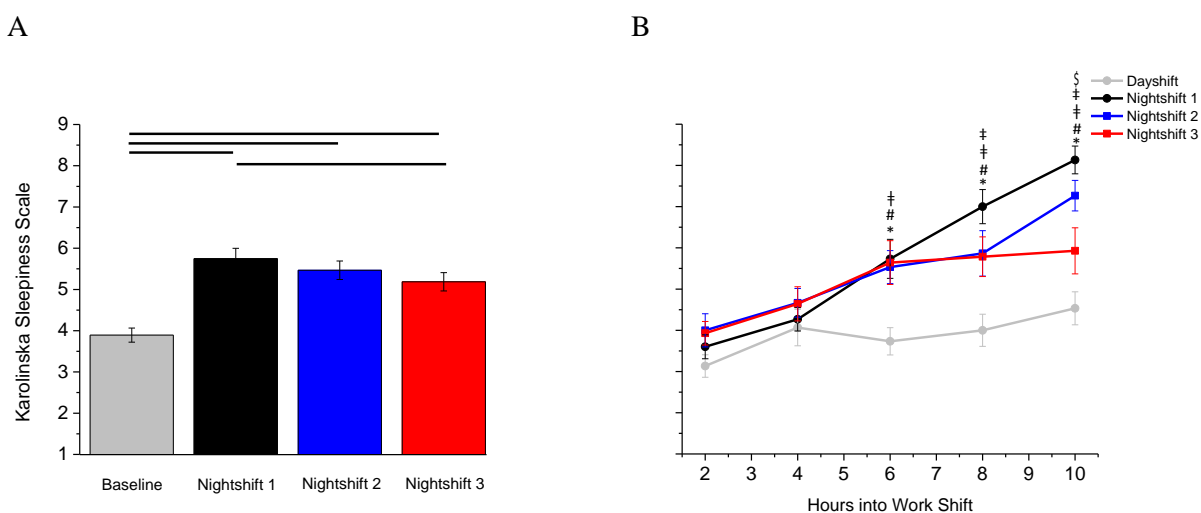 A
B
Karolinska Sleepiness Scale
9
8
7
6
5
4
3
2
1
Baseline
Nightshift 1
Nightshift 2
Nightshift 3
Dayshift
Nightshift 1
Nightshift 2
Nightshift 3
‡
#
*
‡
†
#
*
$
‡
†
#
*
2
3
4
5
6
7
8
9
10
Hours into Work Shift